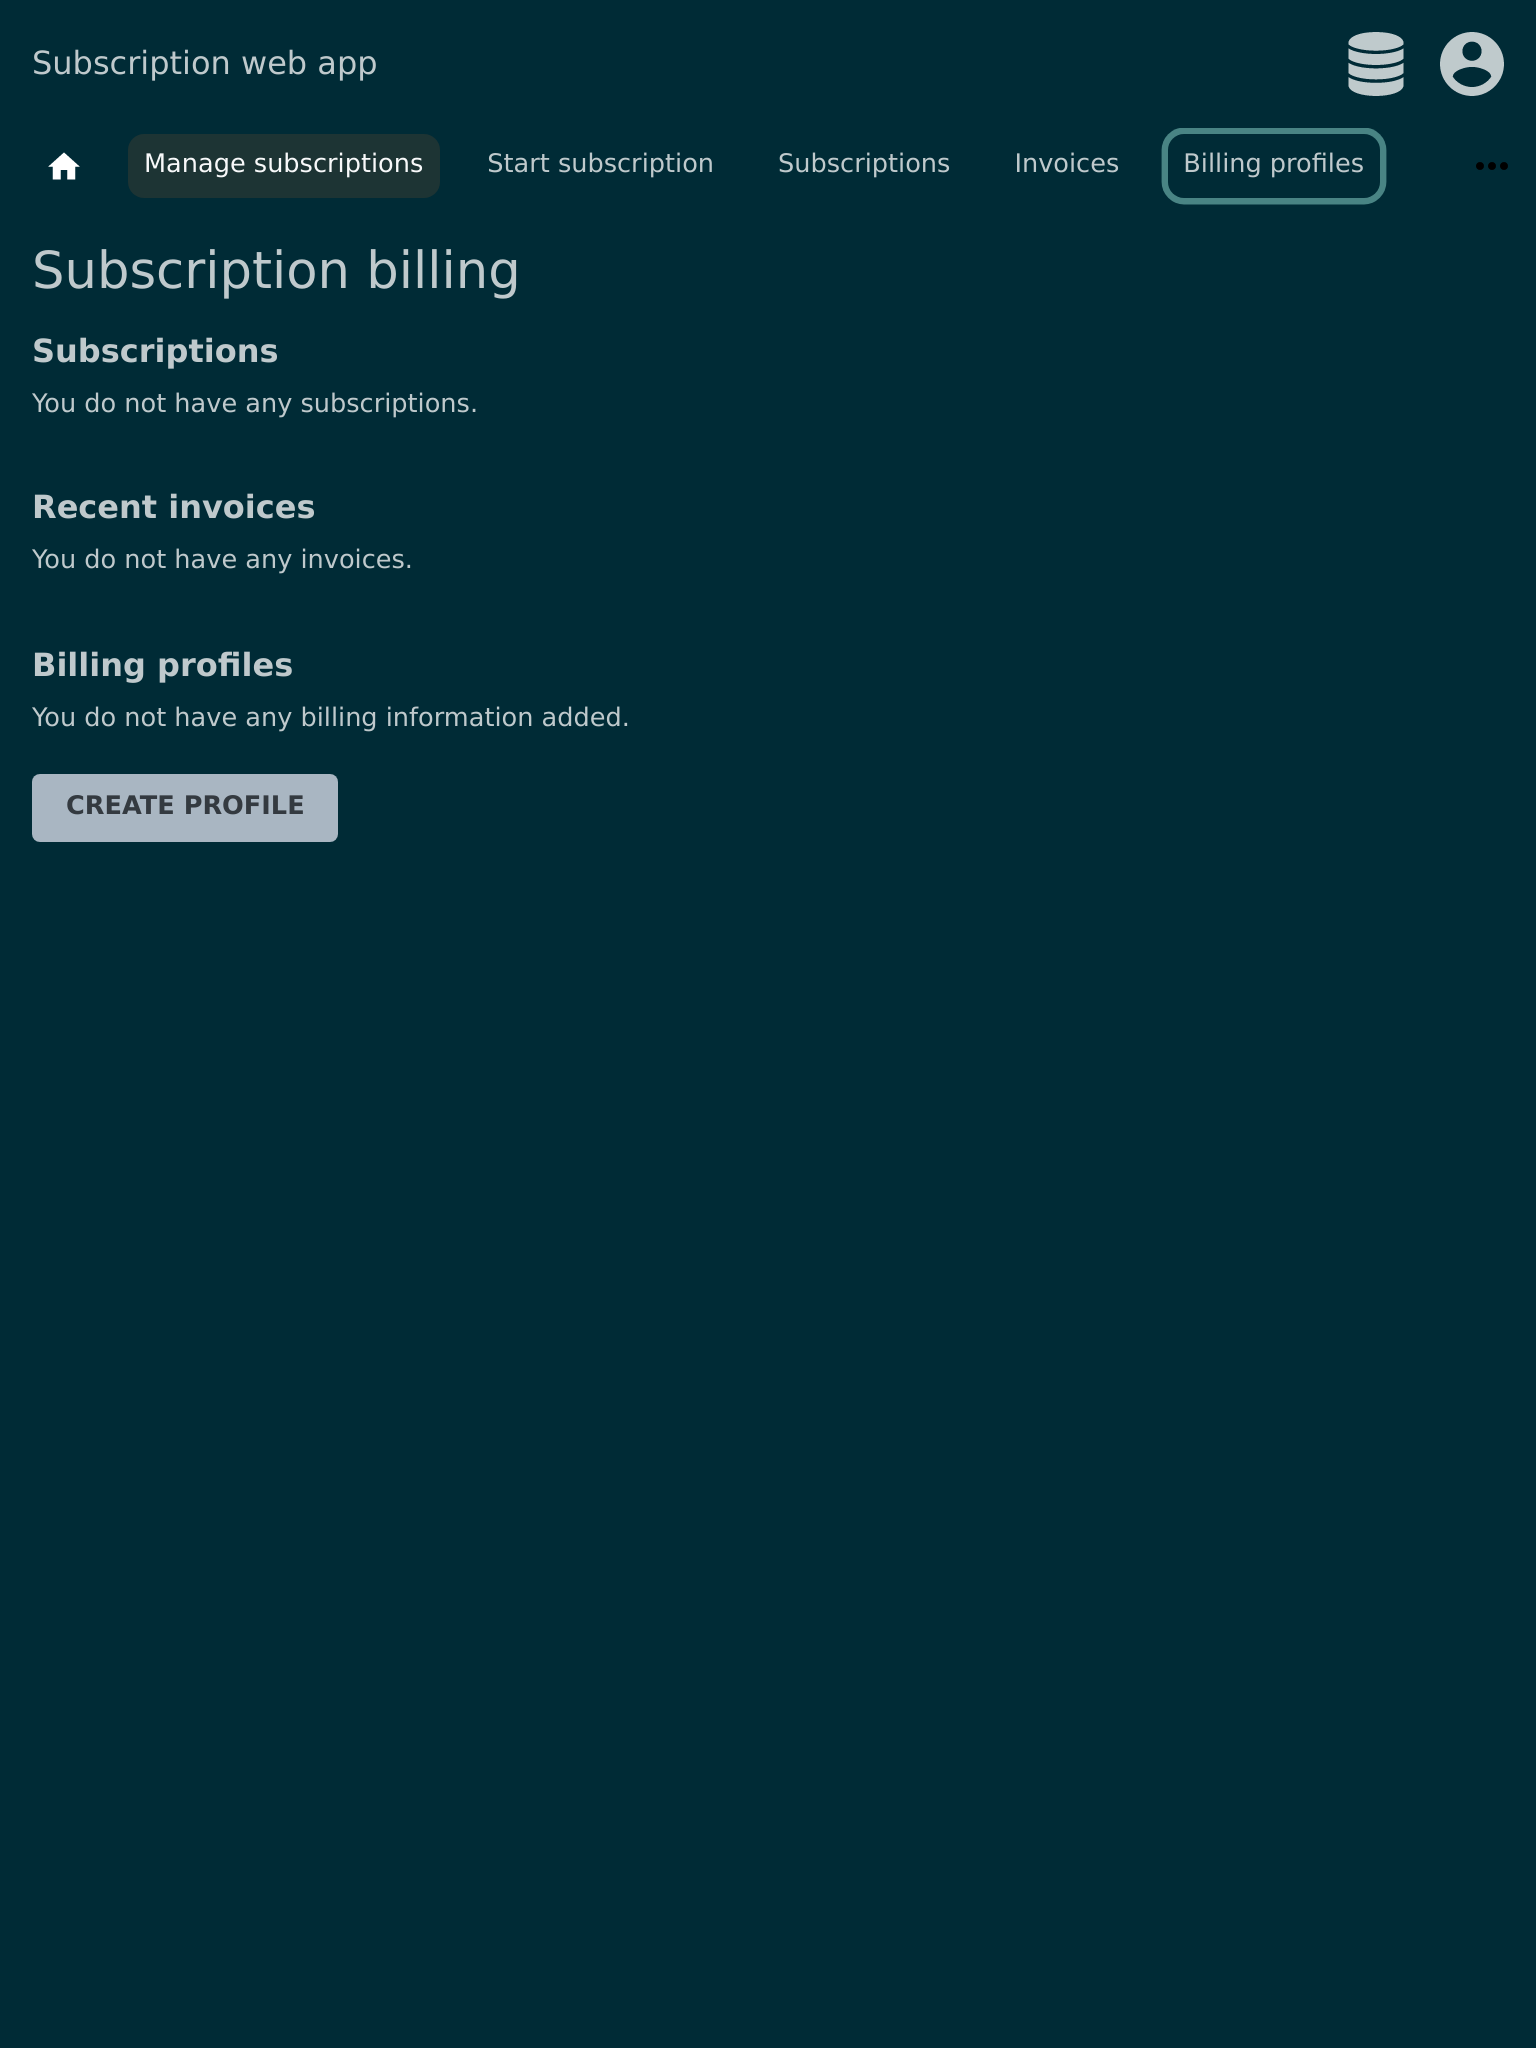 Subscription web app
Manage subscriptions Start subscription Subscriptions Invoices Billing profiles
Subscription billing
Subscriptions
You do not have any subscriptions.
Recent invoices
You do not have any invoices.
Billing profiles
You do not have any billing information added.
CREATE PROFILE